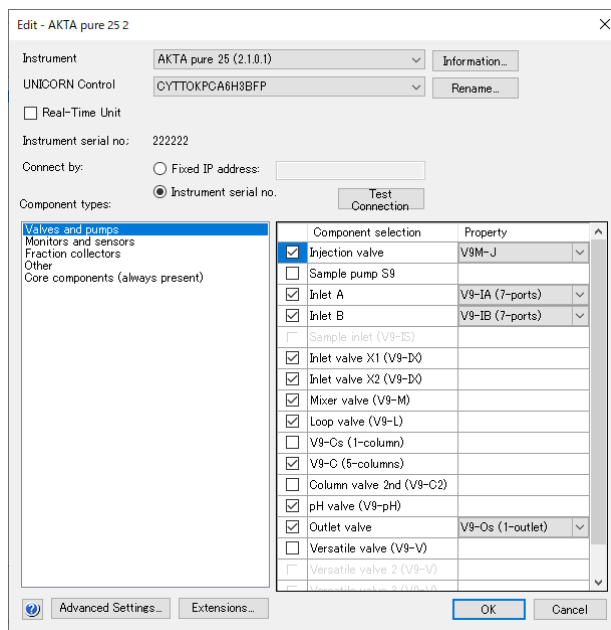 Edit - AKTA pure 25 2
Instrument
AKTA pure 25 (2.1.0.1)
Information...
UNICORN Control
CYTTOKPCA6H3BFP
Rename...
Real-Time Unit
Instrument serial no:
222222
Connect by:
Fixed IP address:
Instrument serial no.
Test Connection
Component types:
Valves and pumps
Monitors and sensors
Fraction collectors
Other
Core components (always present)
Component selection Property
Injection valve V9M-J
Sample pump S9
Inlet A V9-IA (7-ports)
Inlet B V9-IB (7-ports)
Sample inlet (V9-IS)
Inlet valve X1 (V9-IX)
Inlet valve X2 (V9-IX)
Mixer valve (V9-M)
Loop valve (V9-L)
V9-Cs (1-column)
V9-C (5-columns)
Column valve 2nd (V9-C2)
pH valve (V9-pH)
Outlet valve V9-Os (1-outlet)
Versatile valve (V9-V)
Versatile valve 2 (V9-V)
Versatile valve 3 (V9-V)
Advanced Settings...
Extensions...
OK
Cancel